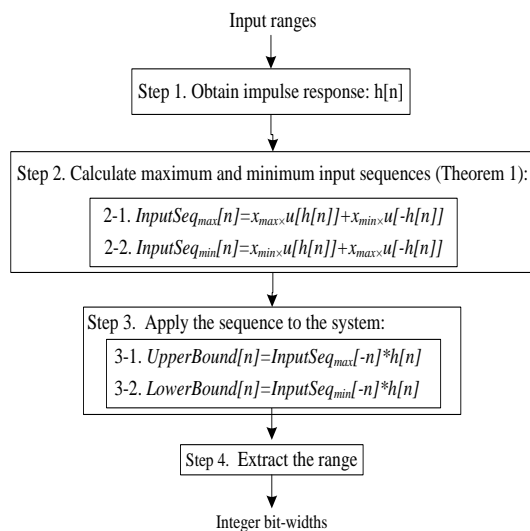 Input ranges
Step 1. Obtain impulse response: h[n]
Step 2. Calculate maximum and minimum input sequences (Theorem 1):
2-1. InputSeqmax[n]=xmax×u[h[n]]+xmin×u[-h[n]]
2-2. InputSeqmin[n]=xmin×u[h[n]]+xmax×u[-h[n]]
Step 3. Apply the sequence to the system:
3-1. UpperBound[n]=InputSeqmax[-n]*h[n]
3-2. LowerBound[n]=InputSeqmin[-n]*h[n]
Step 4. Extract the range
Integer bit-widths